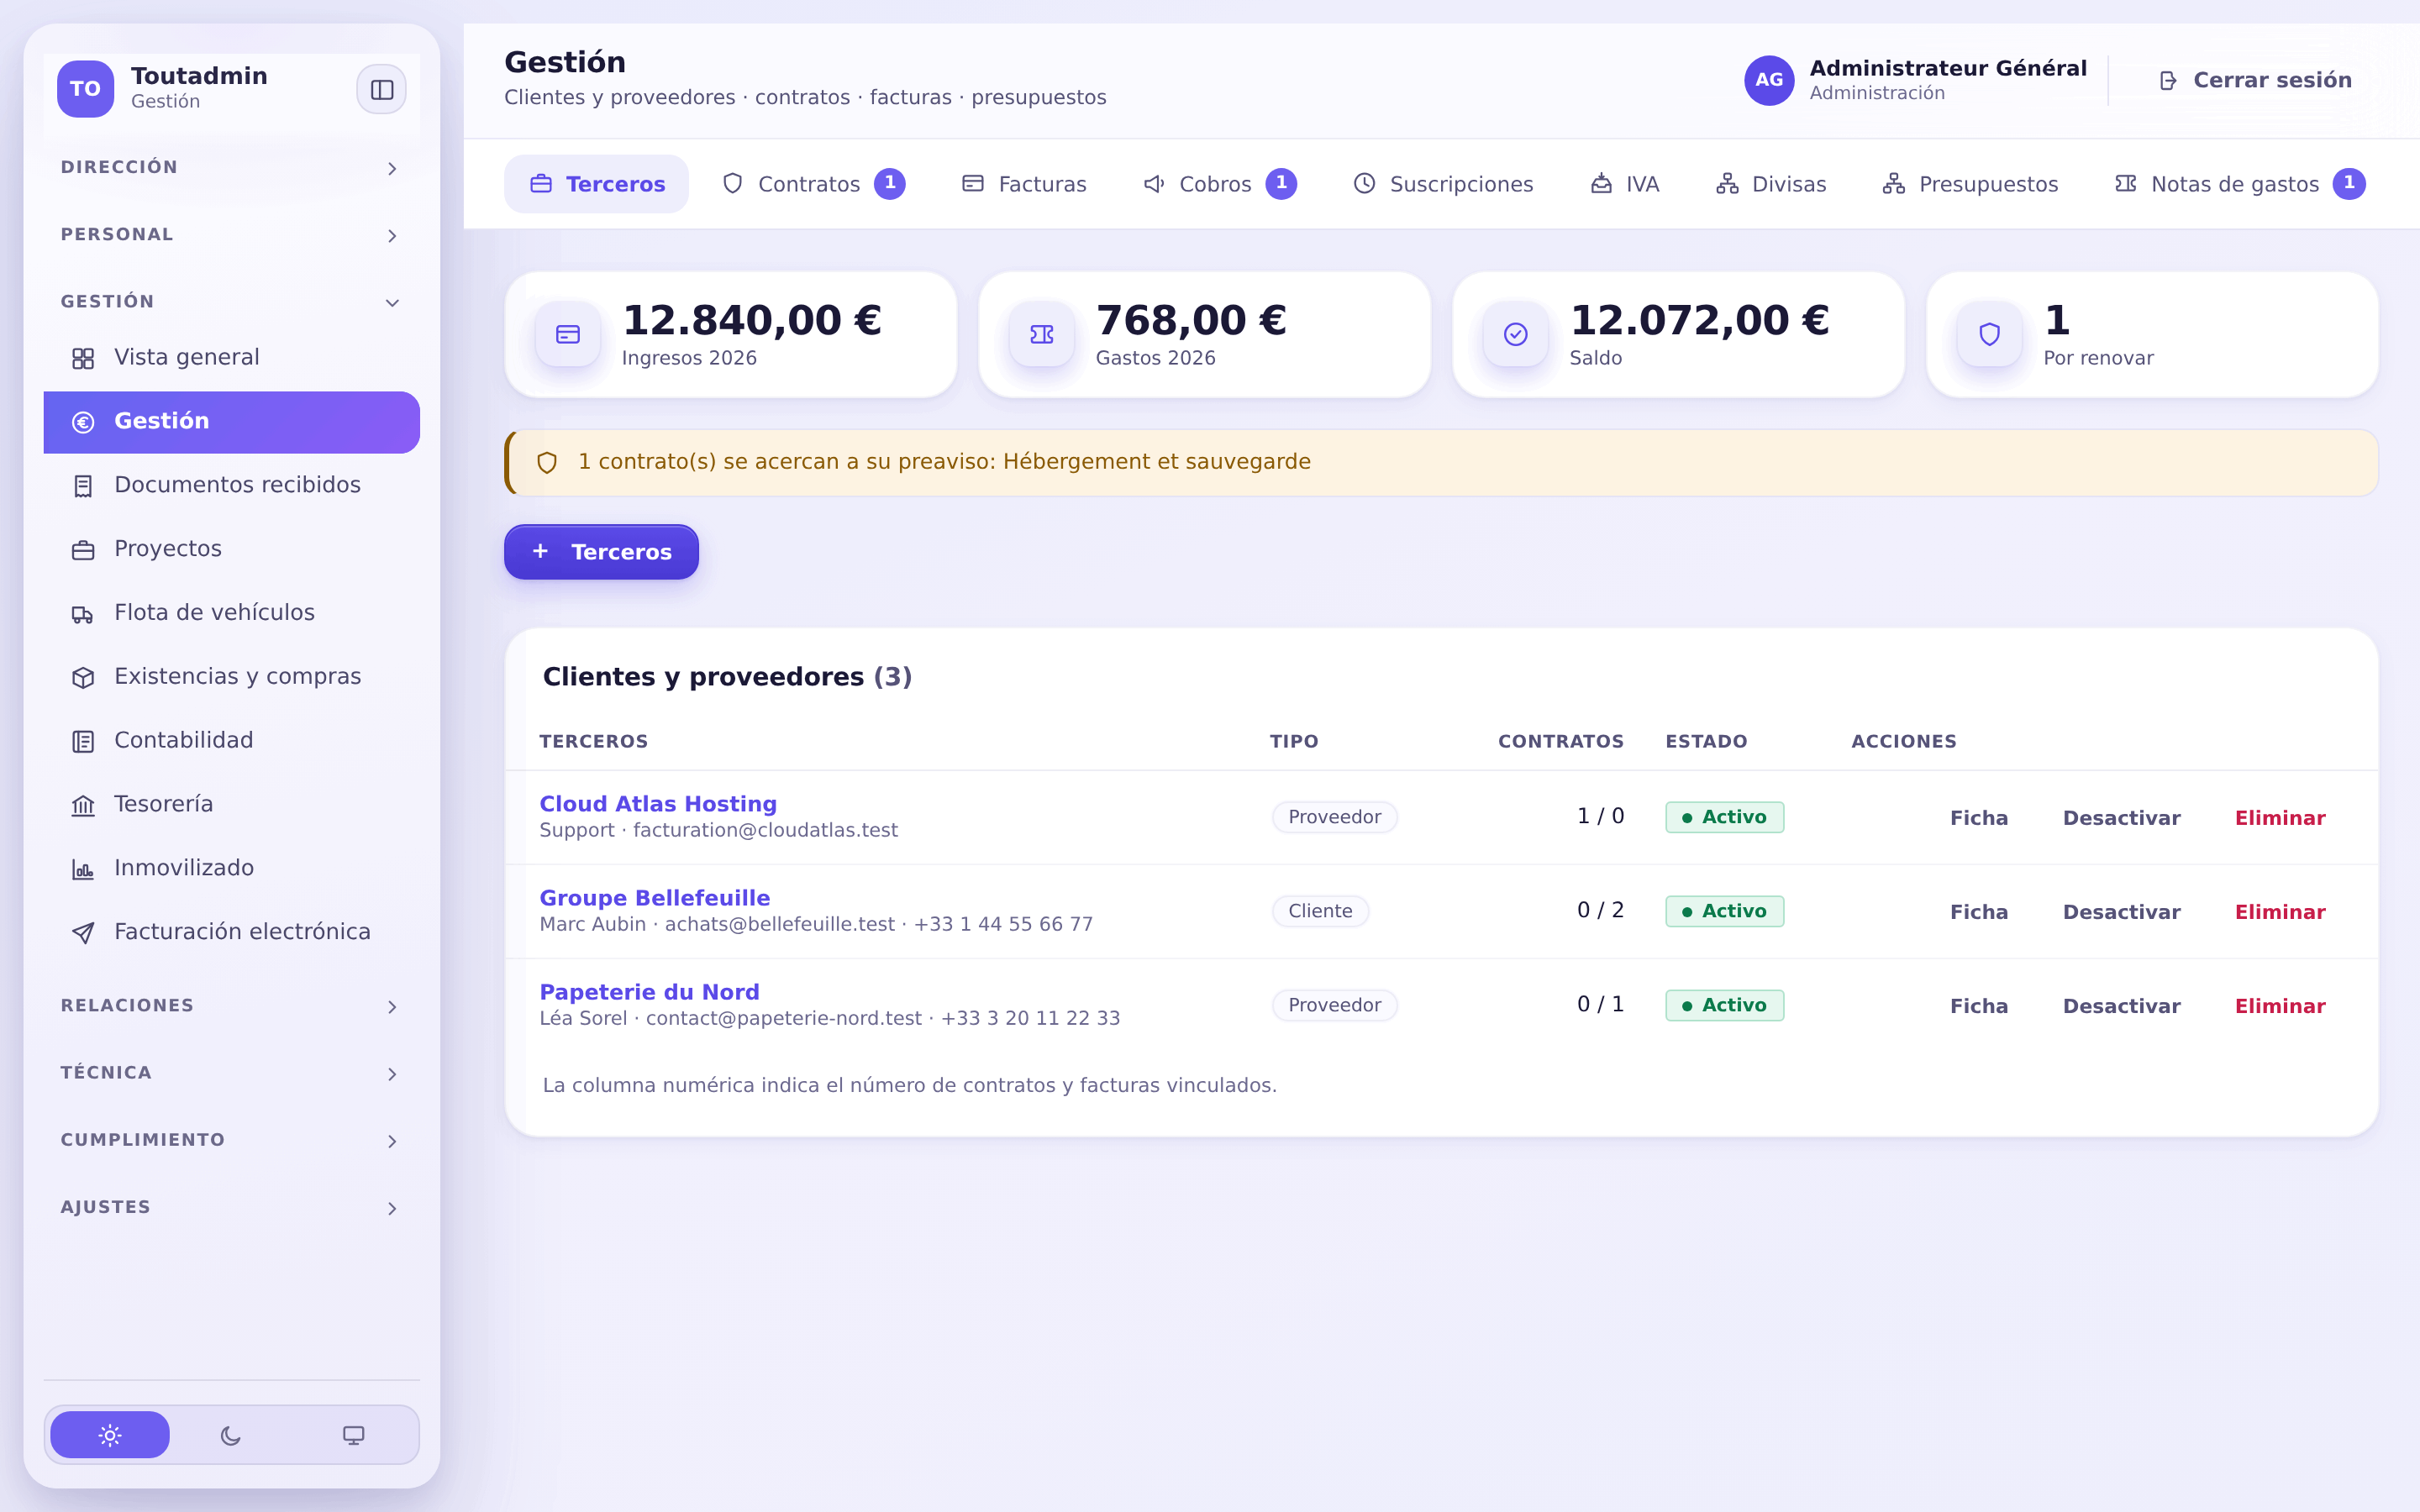 TO
Toutadmin
Gestión
DIRECCIÓN
PERSONAL
GESTIÓN
Vista general
Gestión
Documentos recibidos
Proyectos
Flota de vehículos
Existencias y compras
Contabilidad
Tesorería
Inmovilizado
Facturación electrónica
RELACIONES
TÉCNICA
CUMPLIMIENTO
AJUSTES
Gestión
Clientes y proveedores · contratos · facturas · presupuestos
AG
Administrateur Général
Administración
Cerrar sesión
Terceros
Contratos 1
Facturas
Cobros 1
Suscripciones
IVA
Divisas
Presupuestos
Notas de gastos 1
12.840,00 €
Ingresos 2026
768,00 €
Gastos 2026
12.072,00 €
Saldo
1
Por renovar
1 contrato(s) se acercan a su preaviso: Hébergement et sauvegarde
+ Terceros
Clientes y proveedores (3)
TERCEROS TIPO CONTRATOS ESTADO ACCIONES
Cloud Atlas Hosting
Support · facturation@cloudatlas.test
Proveedor 1 / 0 Activo Ficha Desactivar Eliminar
Groupe Bellefeuille
Marc Aubin · achats@bellefeuille.test · +33 1 44 55 66 77
Cliente 0 / 2 Activo Ficha Desactivar Eliminar
Papeterie du Nord
Léa Sorel · contact@papeterie-nord.test · +33 3 20 11 22 33
Proveedor 0 / 1 Activo Ficha Desactivar Eliminar
La columna numérica indica el número de contratos y facturas vinculados.